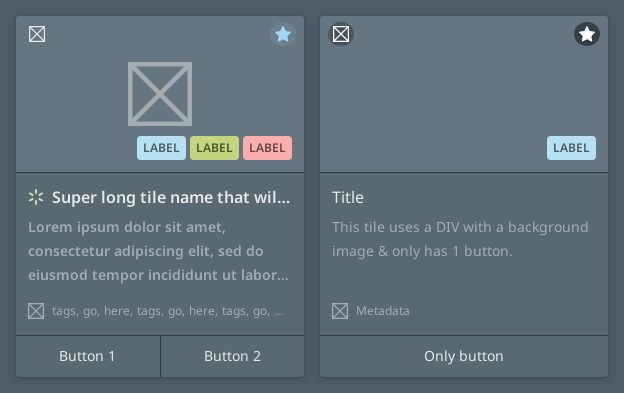 LABEL LABEL LABEL
Super long tile name that wil...
Lorem ipsum dolor sit amet,
consectetur adipiscing elit, sed do
eiusmod tempor incididunt ut labor...
tags, go, here, tags, go, here, tags, go, ...
Button 1 Button 2
LABEL
Title
This tile uses a DIV with a background
image & only has 1 button.
Metadata
Only button